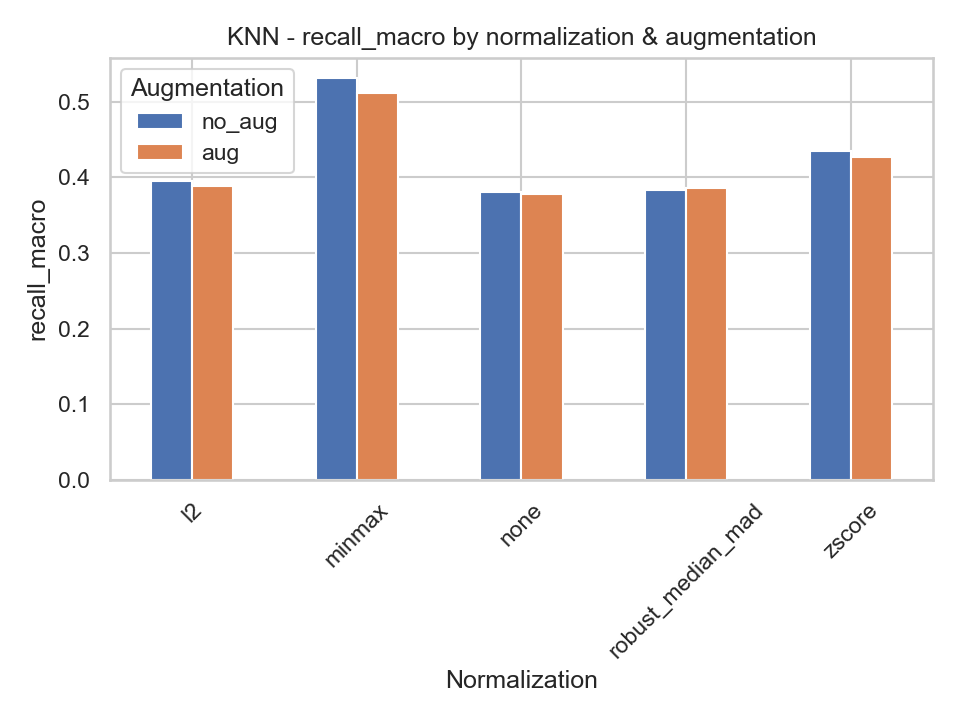 KNN - recall_macro by normalization & augmentation
Augmentation
no_aug
aug
recall_macro
0.5
0.4
0.3
0.2
0.1
0.0
l2
minmax
none
robust_median_mad
zscore
Normalization